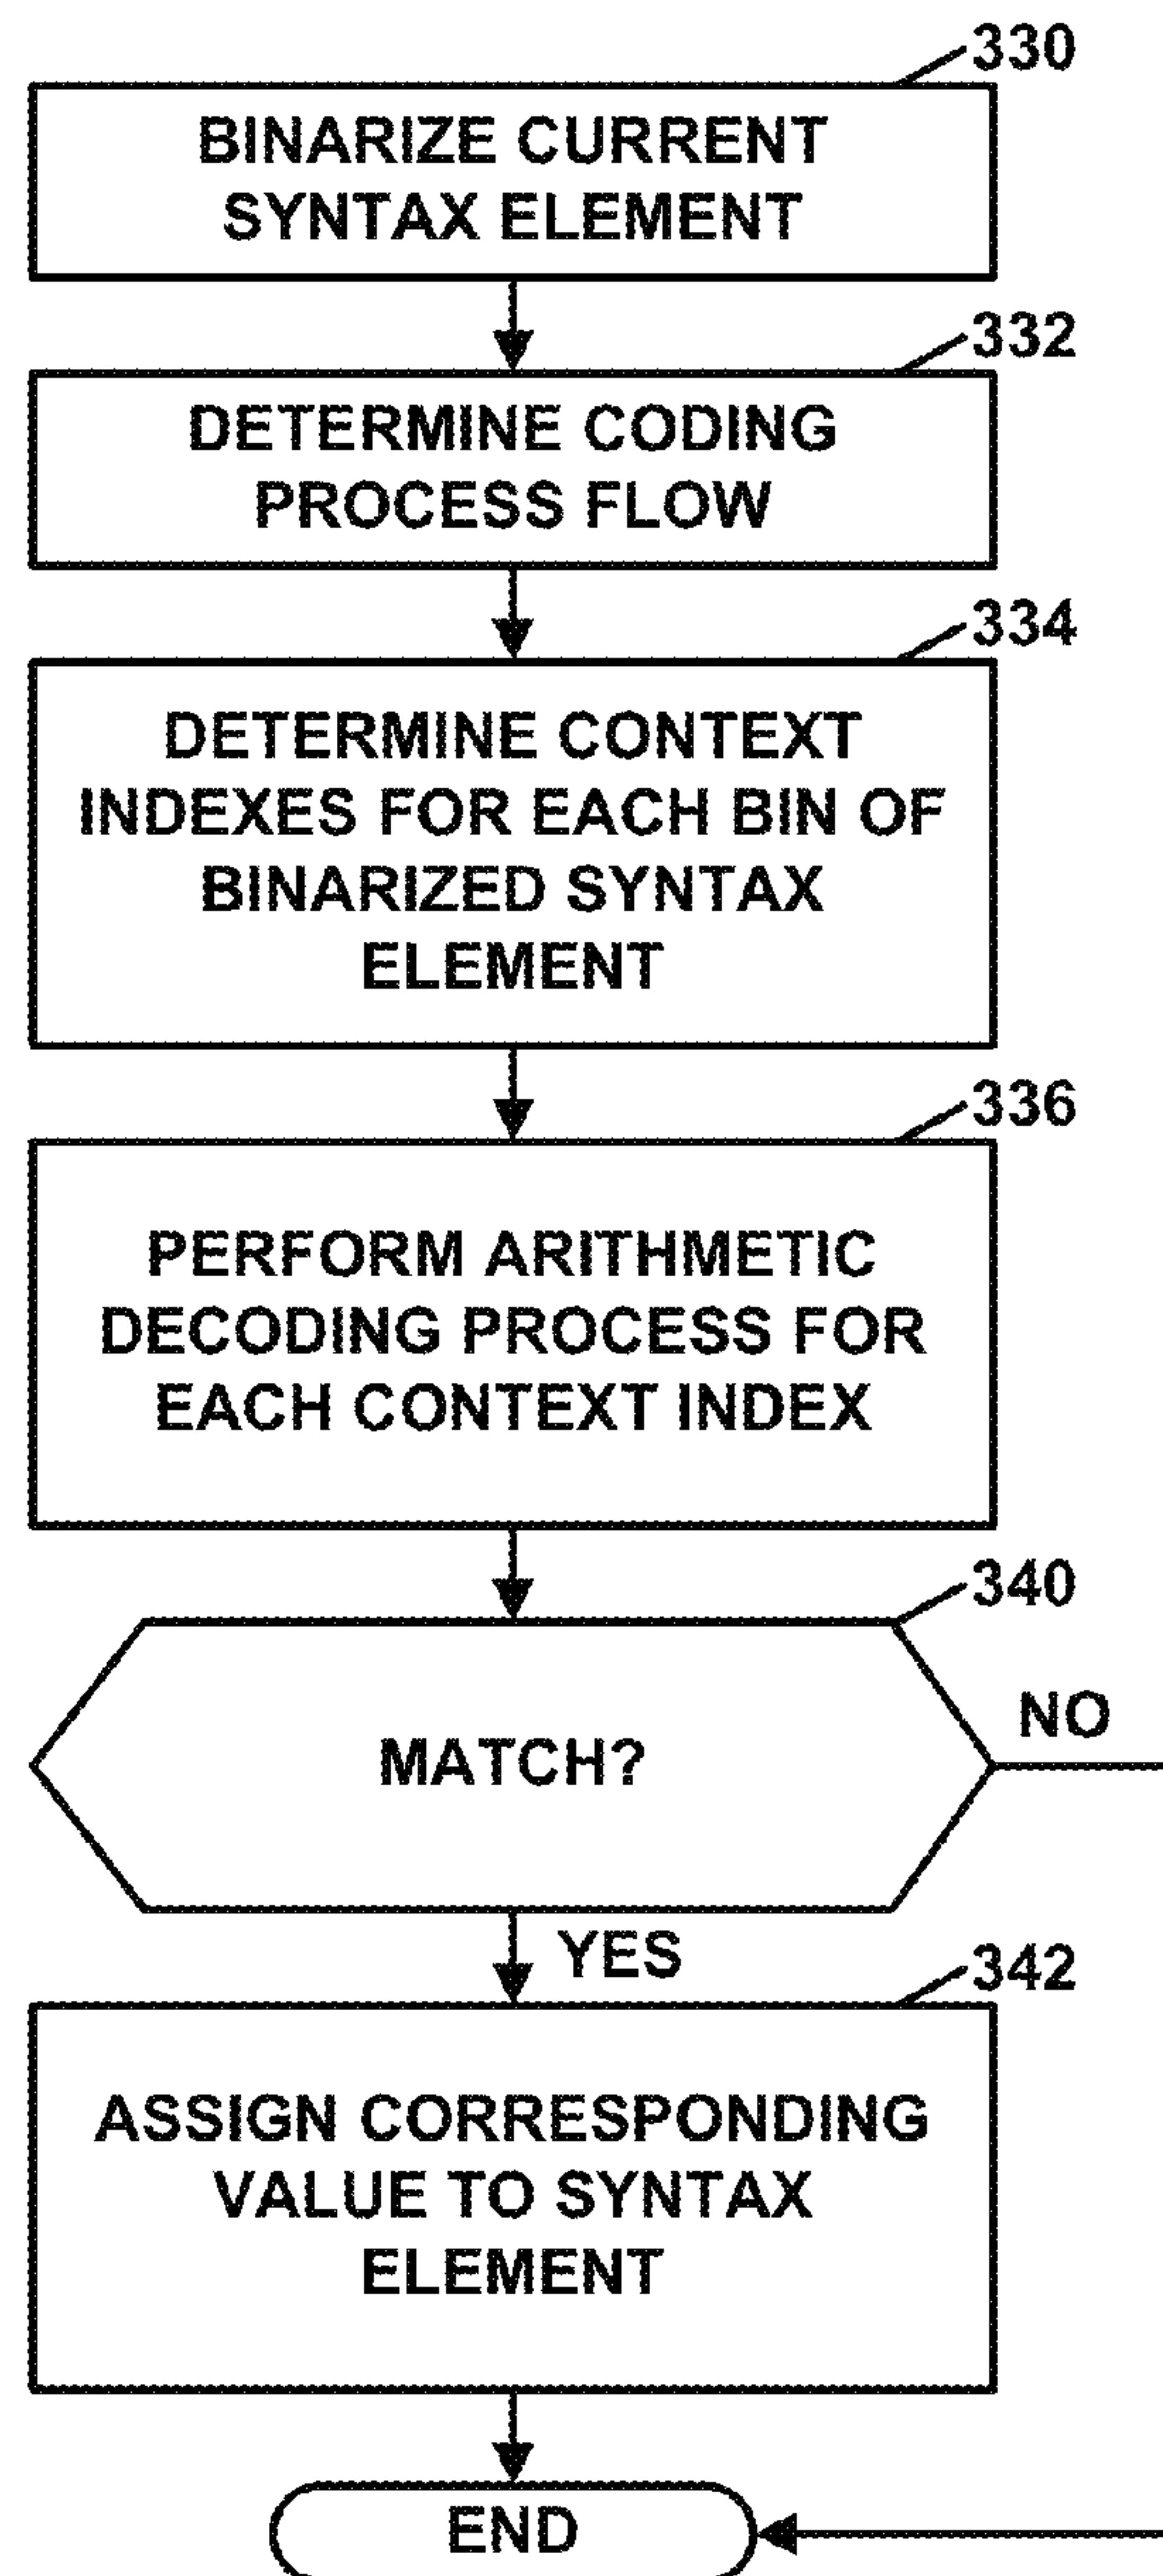 330
BINARIZE CURRENT
SYNTAX ELEMENT
332
DETERMINE CODING
PROCESS FLOW
334
DETERMINE CONTEXT
INDEXES FOR EACH BIN OF
BINARIZED SYNTAX
ELEMENT
336
PERFORM ARITHMETIC
DECODING PROCESS FOR
EACH CONTEXT INDEX
340
MATCH?
NO
YES
342
ASSIGN CORRESPONDING
VALUE TO SYNTAX
ELEMENT
END